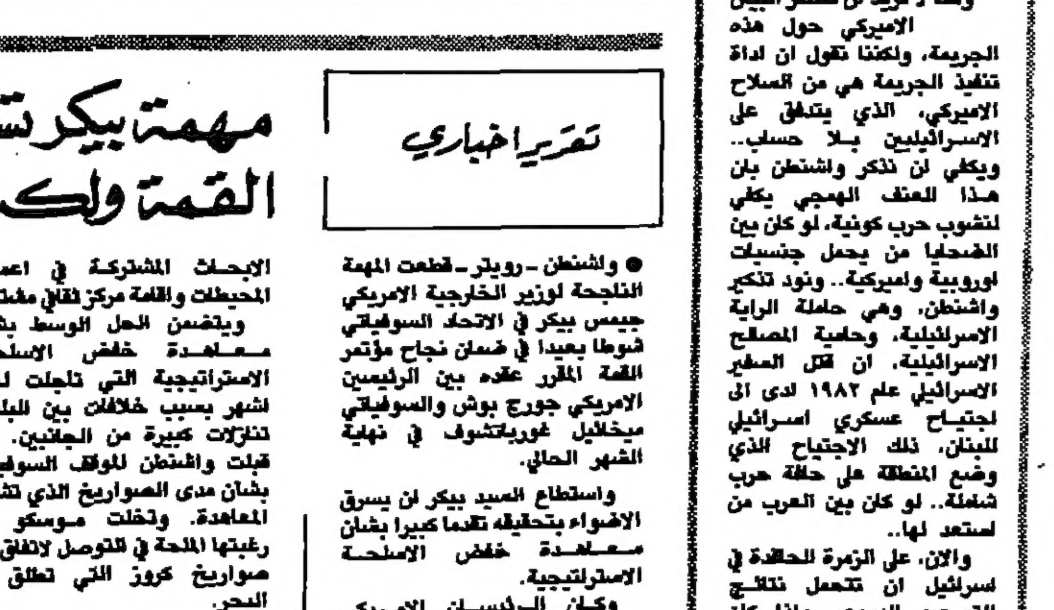 الاميركي حول هذه
الجريمة، ولكننا نقول ان اداة
تنفيذ الجريمة هي من السلاح
الاميركي، الذي يتدفق على
الاسرائيليين بلا حساب..
ويكفي ان نذكر واشنطن بان
هذا العنف الهمجي يكفي
لنشوب حرب كونية، لو كان بين
الضحايا من يحمل جنسيات
اوروبية واميركية.. ونود تذكير
واشنطن، وهي حاملة الراية
الاسرائيلية، وحامية المصالح
الاسرائيلية، ان قتل السفير
الاسرائيلي عام ١٩٨٢ ادى الى
اجتياح عسكري اسرائيلي
للبنان، ذلك الاجتياح الذي
وضع المنطقة على حافة حرب
شاملة.. لو كان بين العرب من
استعد لها..
والان، على الزمرة الحاقدة في
اسرائيل ان تتحمل نتائج
تقرير اخباري
مهمة بيكر
القمة
● واشنطن ـ رويتر ـ قطعت المهمة
الناجحة لوزير الخارجية الامريكي
جيمس بيكر في الاتحاد السوفياتي
شوطا بعيدا في ضمان نجاح مؤتمر
القمة المقرر عقده بين الرئيسين
الامريكي جورج بوش والسوفياتي
ميخائيل غورباتشوف في نهاية
الشهر الحالي.
واستطاع السيد بيكر ان يسرق
الاضواء بتحقيقه تقدما كبيرا بشان
معاهدة خفض الاسلحة
الاستراتيجية.
وكان الرئيسان
الابحاث المشتركة في
المحيطات واقامة مركز ثقافي
ويتضمن الحل الوسط
معاهدة خفض
الاستراتيجية التي تاجلت
اشهر بسبب خلافات بين
تنازلات كبيرة من الجانبين.
قبلت واشنطن الموقف
بشان مدى الصواريخ الذي
المعاهدة. وتخلت موسكو
رغبتها الملحة في التوصل لاتفاق
صواريخ كروز التي تطلق
البحر.